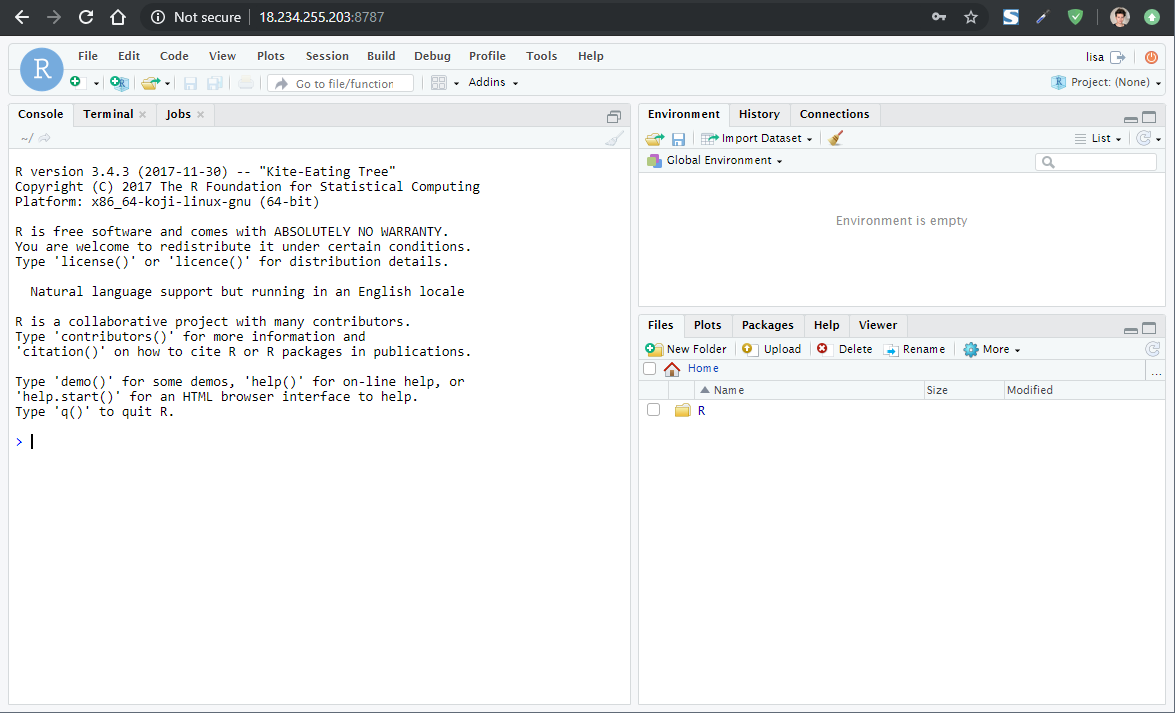 Not secure 18.234.255.203:8787
R
File Edit Code View Plots Session Build Debug Profile Tools Help
lisa
Go to file/function
Addins
R Project: (None)
Console Terminal Jobs
~/
R version 3.4.3 (2017-11-30) -- "Kite-Eating Tree"
Copyright (C) 2017 The R Foundation for Statistical Computing
Platform: x86_64-koji-linux-gnu (64-bit)
R is free software and comes with ABSOLUTELY NO WARRANTY.
You are welcome to redistribute it under certain conditions.
Type 'license()' or 'licence()' for distribution details.
Natural language support but running in an English locale
R is a collaborative project with many contributors.
Type 'contributors()' for more information and
'citation()' on how to cite R or R packages in publications.
Type 'demo()' for some demos, 'help()' for on-line help, or
'help.start()' for an HTML browser interface to help.
Type 'q()' to quit R.
>
Environment History Connections
Import Dataset
List
Global Environment
Environment is empty
Files Plots Packages Help Viewer
New Folder Upload Delete Rename More
Home
...
Name Size Modified
R